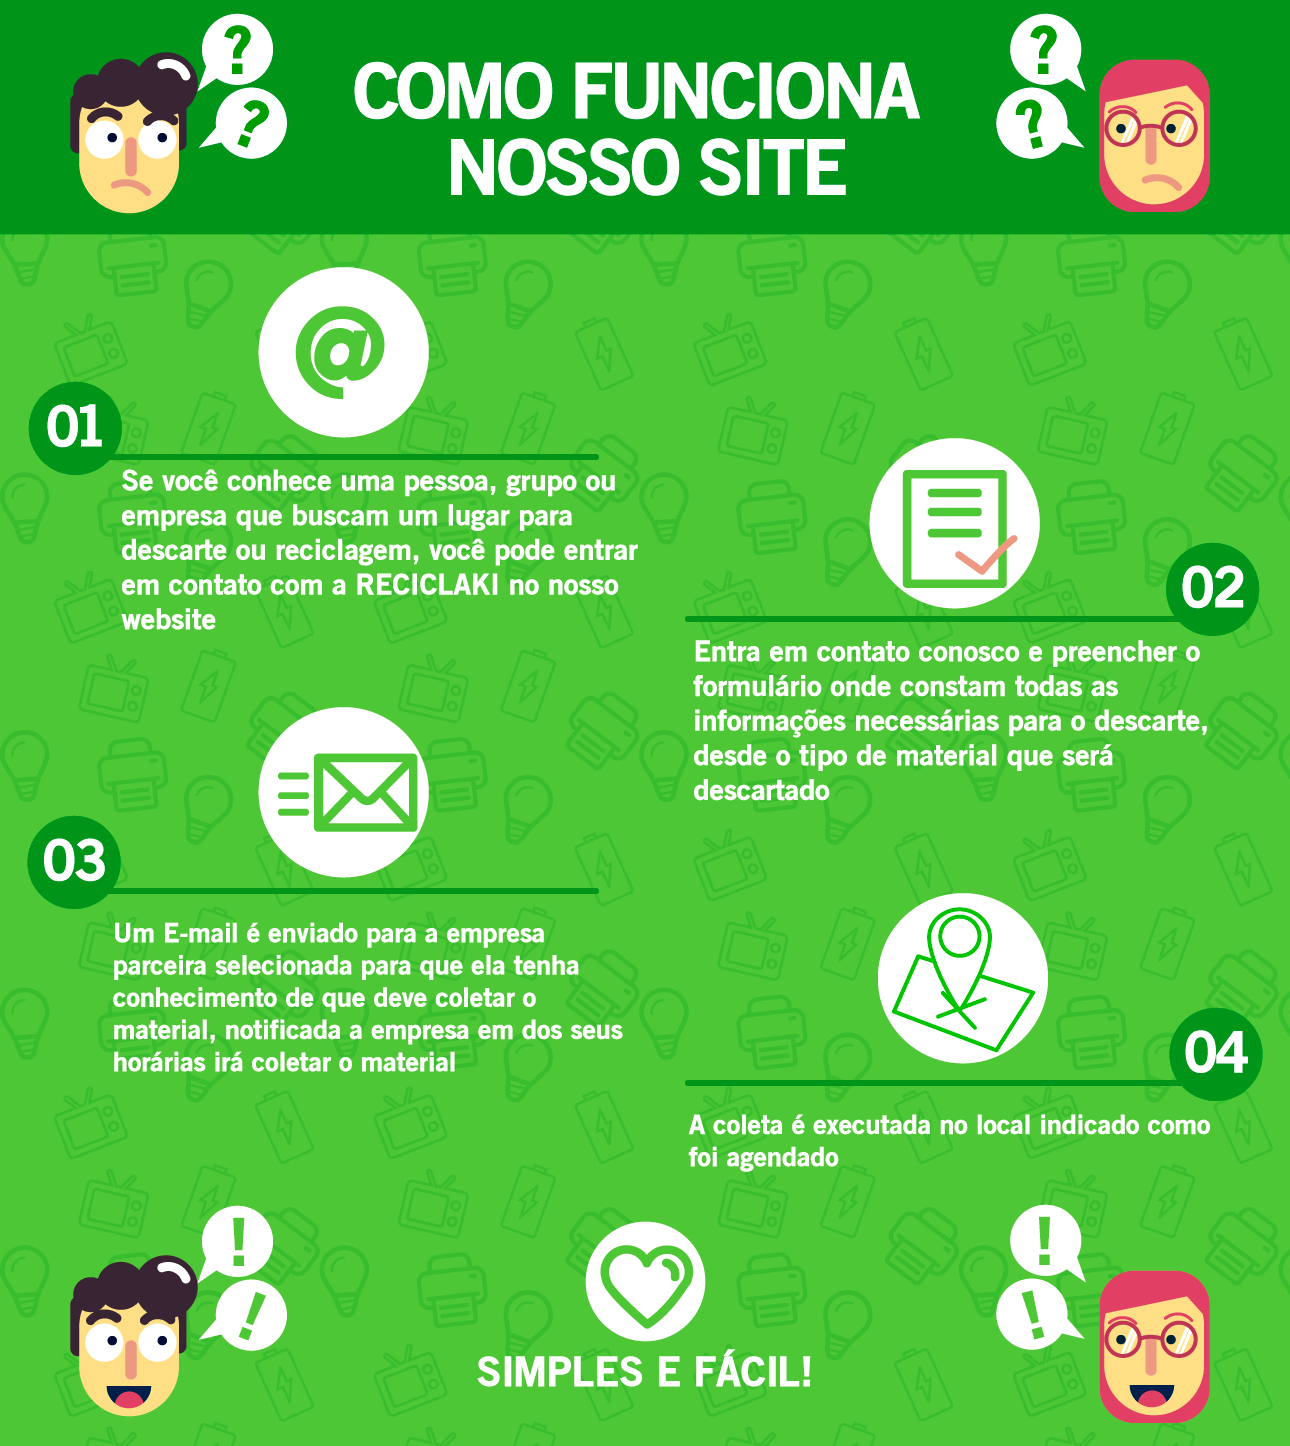 ?
?
?
?
COMO FUNCIONA
NOSSO SITE
@
01
Se você conhece uma pessoa, grupo ou
empresa que buscam um lugar para
descarte ou reciclagem, você pode entrar
em contato com a RECICLAKI no nosso
website
02
Entra em contato conosco e preencher o
formulário onde constam todas as
informações necessárias para o descarte,
desde o tipo de material que será
descartado
03
Um E-mail é enviado para a empresa
parceira selecionada para que ela tenha
conhecimento de que deve coletar o
material, notificada a empresa em dos seus
horárias irá coletar o material
04
A coleta é executada no local indicado como
foi agendado
!
!
!
!
SIMPLES E FÁCIL!